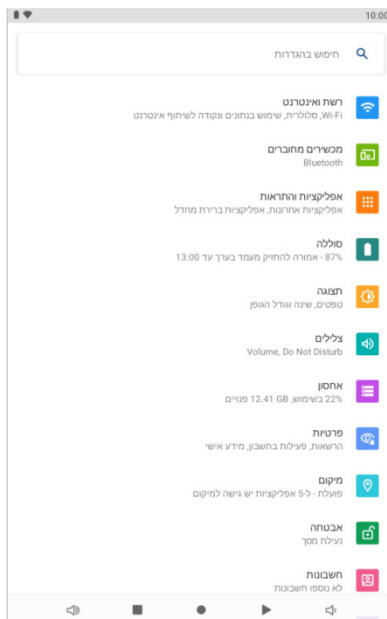 10:00
חיפוש בהגדרות
רשת ואינטרנט
Wi-Fi, סלולרית, שימוש בנתונים ונקודה לשיתוף אינטרנט
מכשירים מחוברים
Bluetooth
אפליקציות והתראות
אפליקציות אחרונות, אפליקציות ברירת מחדל
סוללה
87% - אמורה להחזיק מעמד בערך עד 13:00
תצוגה
טפטים, שינה וגודל הגופן
צלילים
Volume, Do Not Disturb
אחסון
22% בשימוש, 12.41 GB פנויים
פרטיות
הרשאות, פעילות בחשבון, מידע אישי
מיקום
פועלת - ל-5 אפליקציות יש גישה למיקום
אבטחה
נעילת מסך
חשבונות
לא נוספו חשבונות